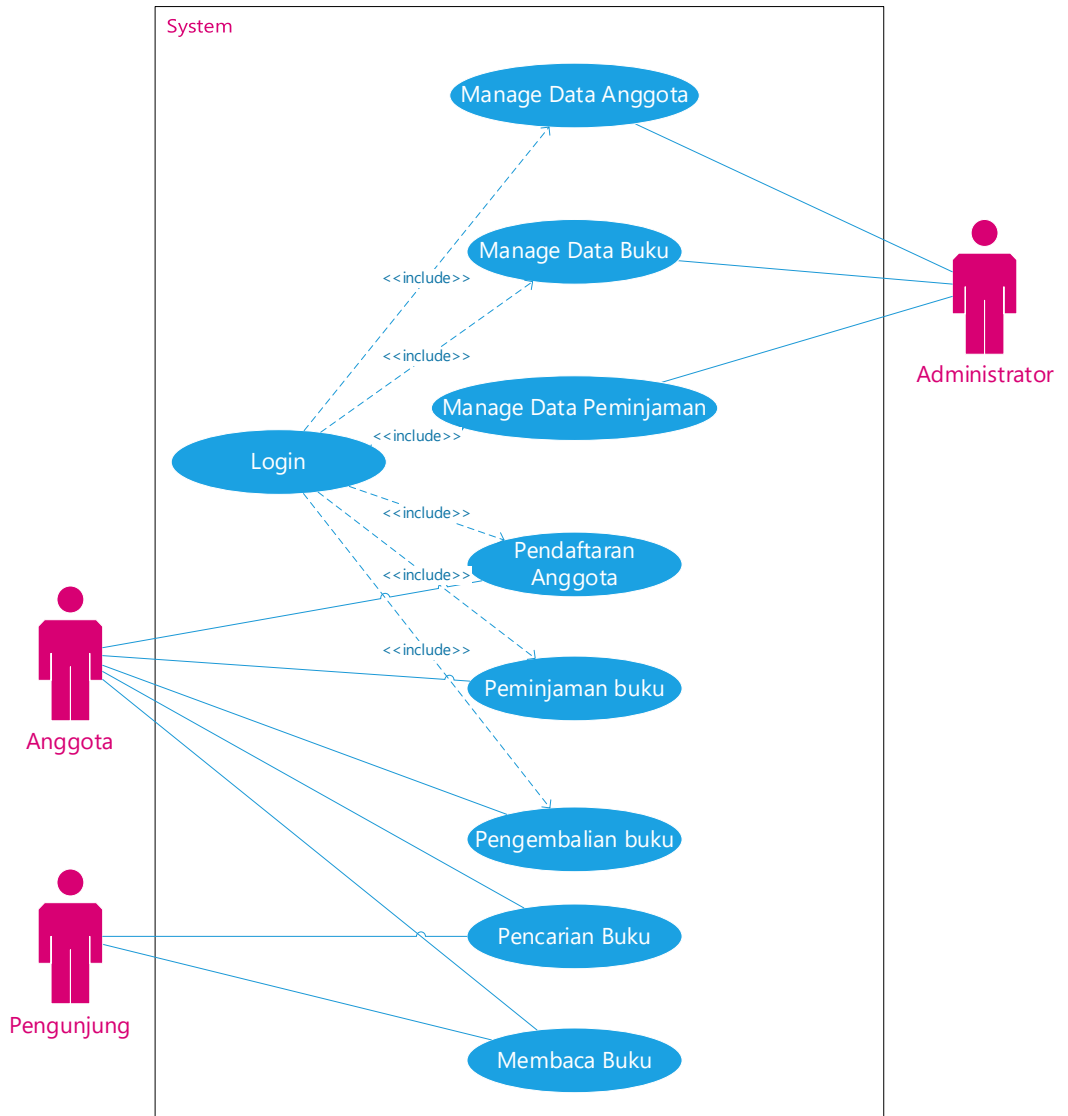 System
Manage Data Anggota
<<include>>
Manage Data Buku
Administrator
<<include>>
Manage Data Peminjaman
<<include>>
Login
<<include>>
Pendaftaran
Anggota
<<include>>
Anggota
<<include>>
Peminjaman buku
Pengembalian buku
Pencarian Buku
Pengunjung
Membaca Buku